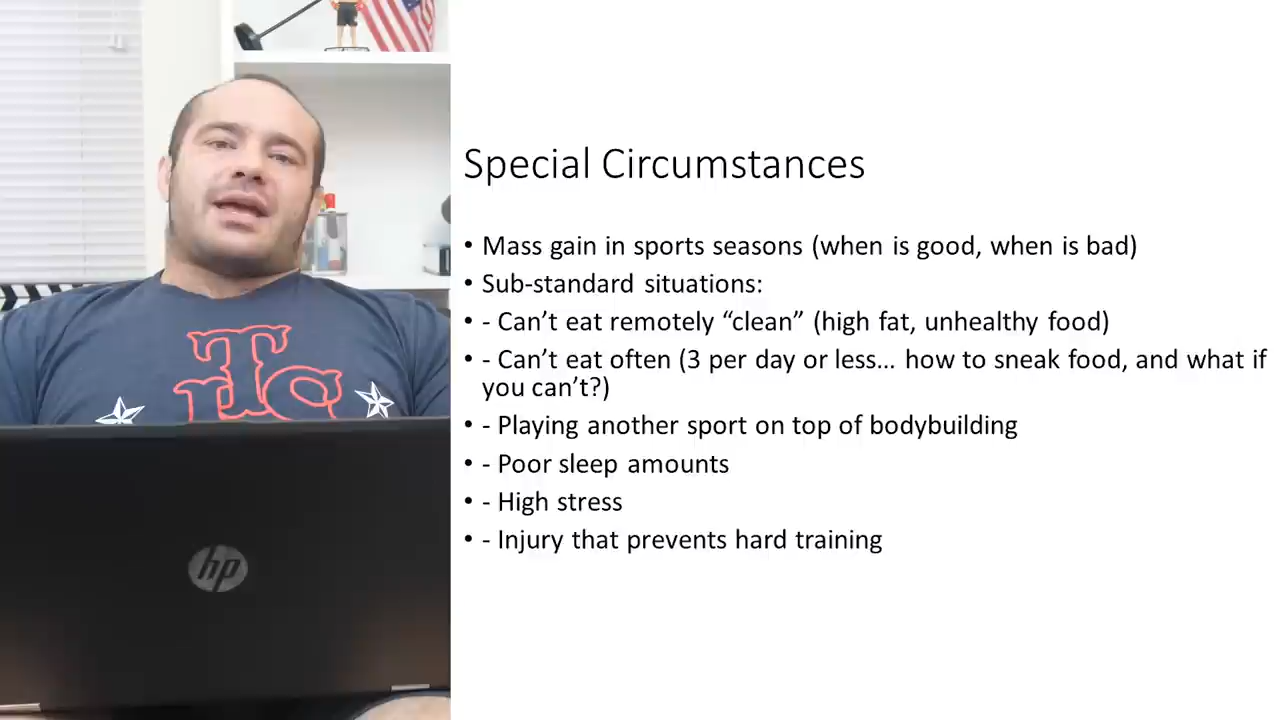 Special Circumstances
• Mass gain in sports seasons (when is good, when is bad)
• Sub-standard situations:
• - Can’t eat remotely “clean” (high fat, unhealthy food)
• - Can’t eat often (3 per day or less… how to sneak food, and what if
you can’t?)
• - Playing another sport on top of bodybuilding
• - Poor sleep amounts
• - High stress
• - Injury that prevents hard training
hp